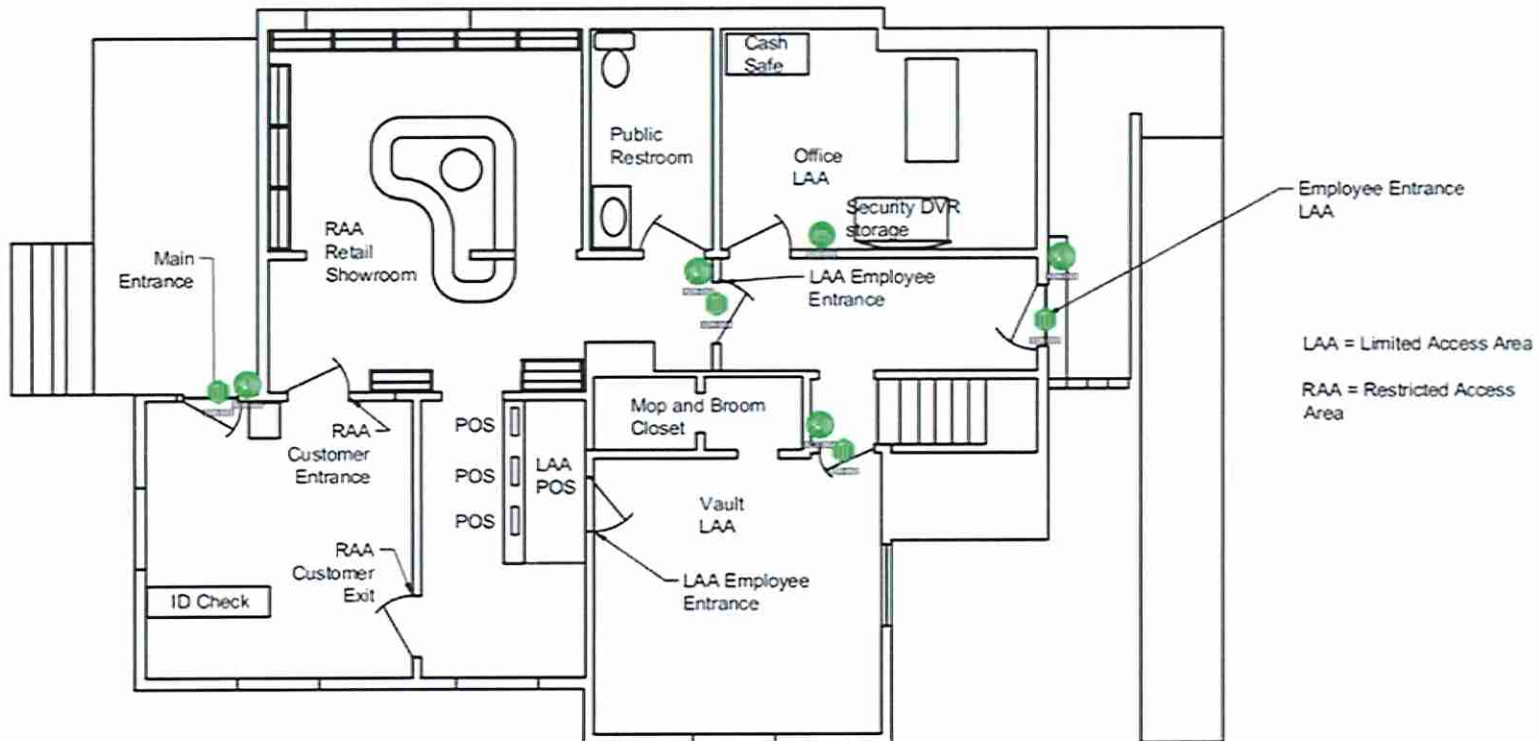 Cash
Safe
Public
Restroom
Office
LAA
Security DVR
storage
Employee Entrance
LAA
RAA
Retail
Showroom
Main
Entrance
LAA Employee
Entrance
LAA = Limited Access Area
RAA = Restricted Access
Area
Mop and Broom
Closet
POS
RAA
Customer
Entrance
POS
LAA
POS
POS
Vault
LAA
RAA
Customer
Exit
LAA Employee
Entrance
ID Check